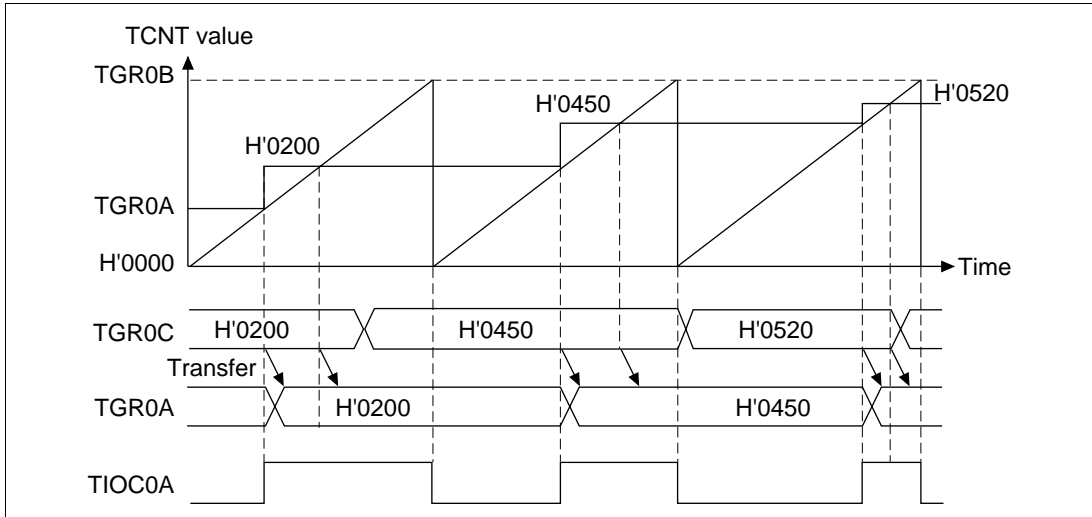 TCNT value
TGR0B
H'0520
H'0450
H'0200
TGR0A
H'0000
Time
TGR0C
H'0200
H'0450
H'0520
Transfer
TGR0A
H'0200
H'0450
TIOC0A